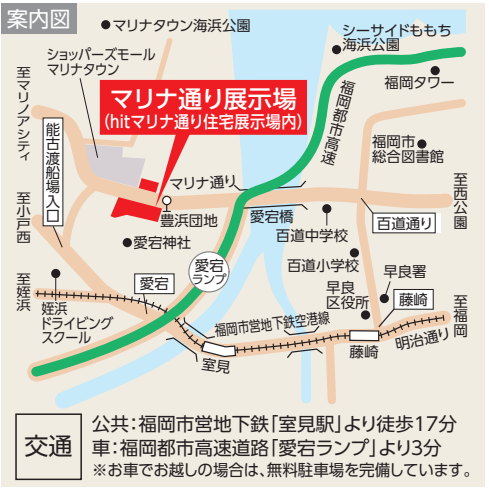 案内図
マリナタウン海浜公園
シーサイドももち
海浜公園
ショッパーズモール
マリナタウン
福岡タワー
至マリノアシティ
マリナ通り展示場
(hitマリナ通り住宅展示場内)
福岡都市高速
能古渡船場入口
福岡市
総合図書館
マリナ通り
至小戸西
豊浜団地
愛宕橋
至西公園
百道中学校
百道通り
愛宕神社
愛宕
ランプ
百道小学校
早良署
至姪浜
愛宕
早良
区役所
藤崎
至福岡
姪浜
ドライビング
スクール
福岡市営地下鉄空港線
室見
藤崎
明治通り
交通
公共:福岡市営地下鉄「室見駅」より徒歩17分
車:福岡都市高速道路「愛宕ランプ」より3分
※お車でお越しの場合は、無料駐車場を完備しています。